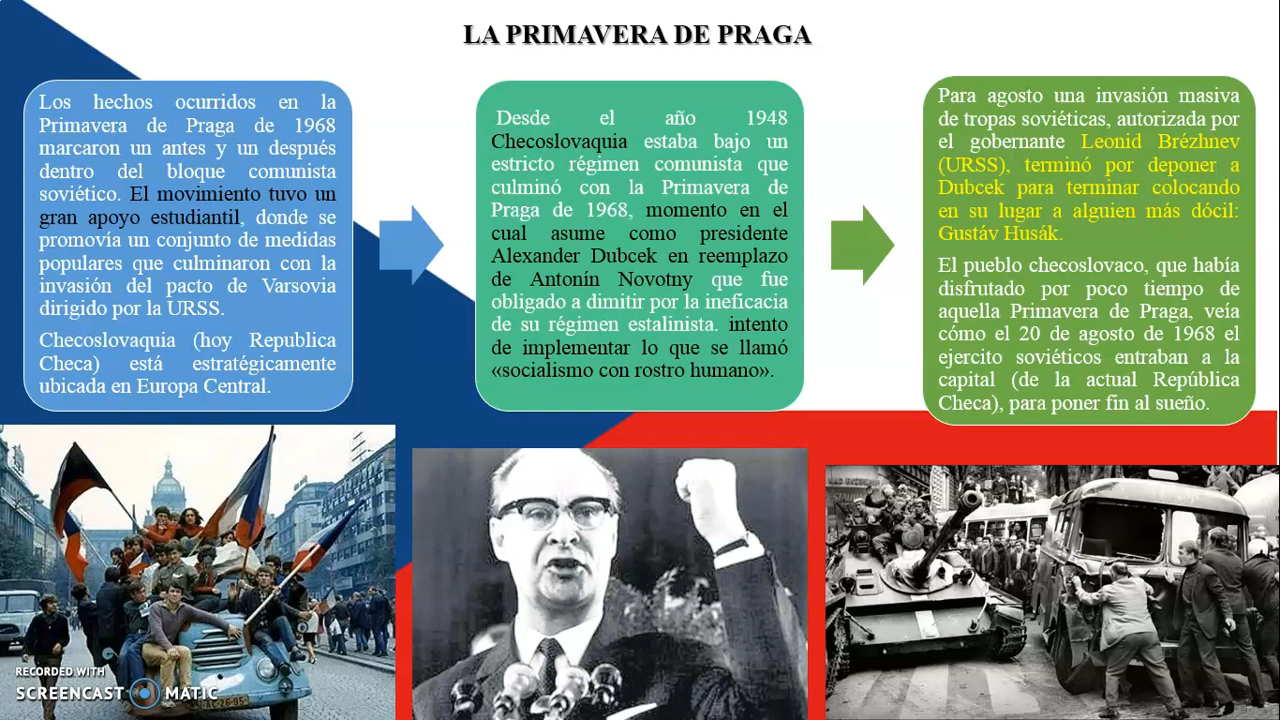 LA PRIMAVERA DE PRAGA
Los hechos ocurridos en la
Primavera de Praga de 1968
marcaron un antes y un después
dentro del bloque comunista
soviético. El movimiento tuvo un
gran apoyo estudiantil, donde se
promovía un conjunto de medidas
populares que culminaron con la
invasión del pacto de Varsovia
dirigido por la URSS.
Checoslovaquia (hoy Republica
Checa) está estratégicamente
ubicada en Europa Central.
Desde el año 1948
Checoslovaquia estaba bajo un
estricto régimen comunista que
culminó con la Primavera de
Praga de 1968, momento en el
cual asume como presidente
Alexander Dubcek en reemplazo
de Antonín Novotny que fue
obligado a dimitir por la ineficacia
de su régimen estalinista. intento
de implementar lo que se llamó
«socialismo con rostro humano».
Para agosto una invasión masiva
de tropas soviéticas, autorizada por
el gobernante Leonid Brézhnev
(URSS), terminó por deponer a
Dubcek para terminar colocando
en su lugar a alguien más dócil:
Gustáv Husák.
El pueblo checoslovaco, que había
disfrutado por poco tiempo de
aquella Primavera de Praga, veía
cómo el 20 de agosto de 1968 el
ejercito soviéticos entraban a la
capital (de la actual República
Checa), para poner fin al sueño.
RECORDED WITH
SCREENCAST MATIC